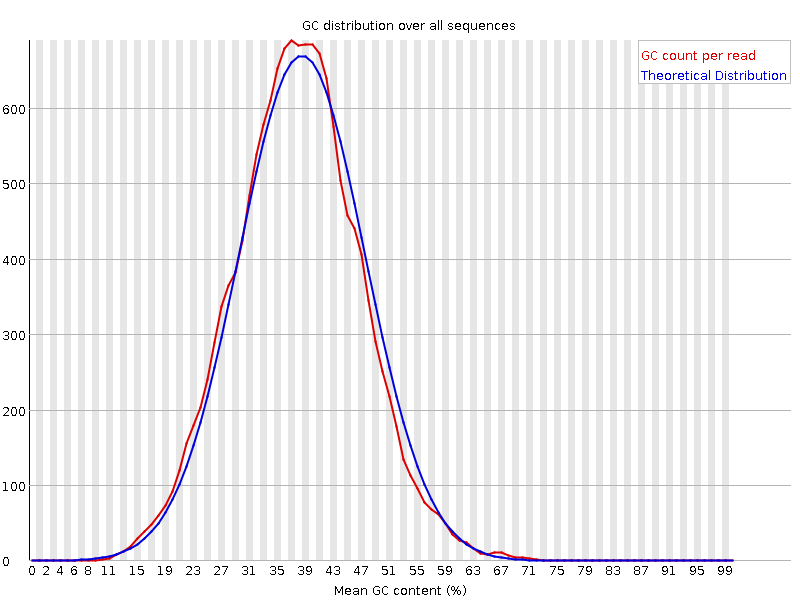 GC distribution over all sequences
GC count per read
Theoretical Distribution
600
500
400
300
200
100
0
0 2 4 6 8 11 15 19 23 27 31 35 39 43 47 51 55 59 63 67 71 75 79 83 87 91 95 99
Mean GC content (%)